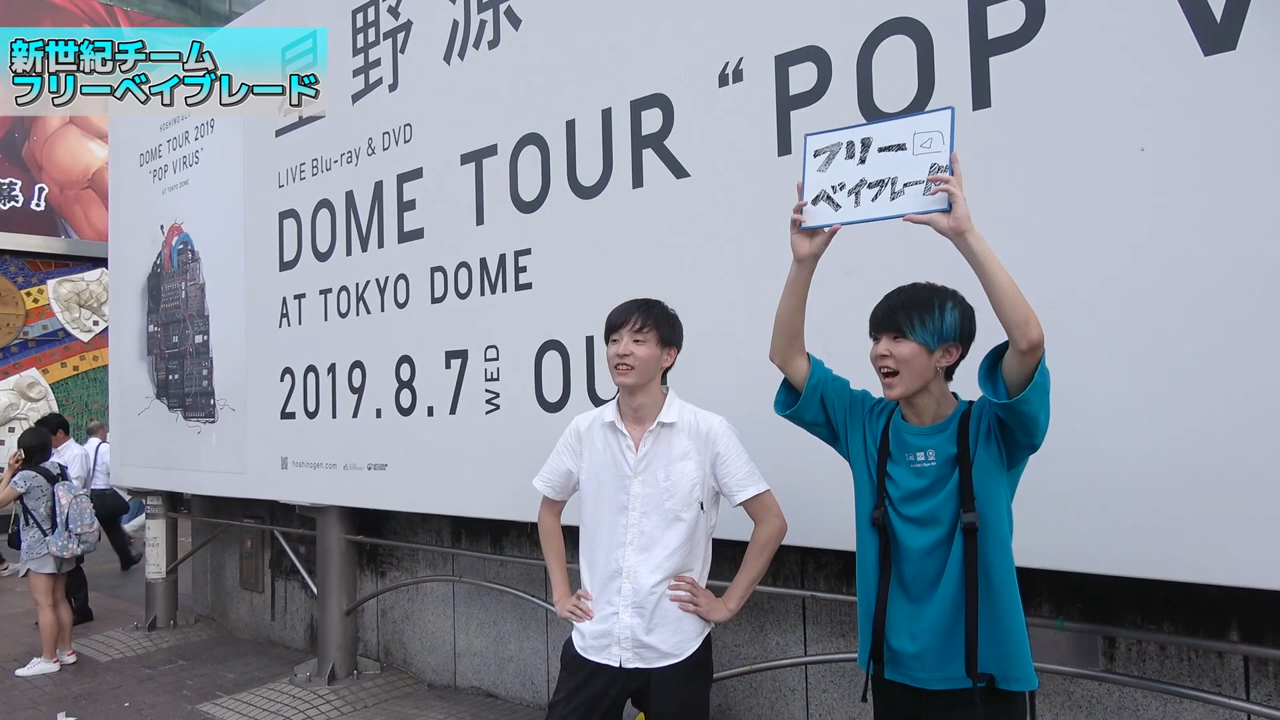 新世紀チーム
フリーベイブレード
星野源
LIVE Blu-ray & DVD
DOME TOUR “POP V
AT TOKYO DOME
2019.8.7 WED OU
hoshinogen.com
DOME TOUR 2019
"POP VIRUS"
AT TOKYO DOME
フリー
ベイブレード
幕！